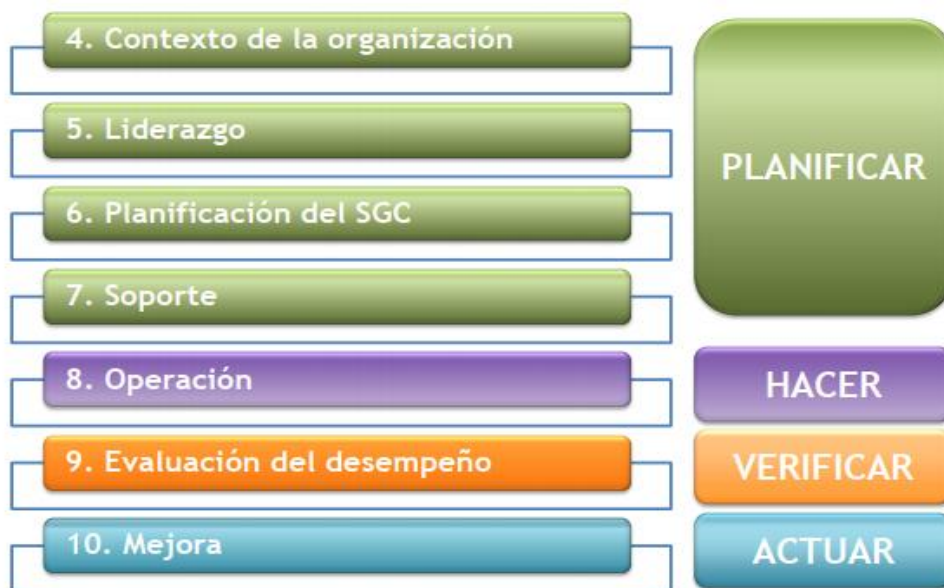 4. Contexto de la organización
5. Liderazgo
6. Planificación del SGC
7. Soporte
PLANIFICAR
8. Operación
HACER
9. Evaluación del desempeño
VERIFICAR
10. Mejora
ACTUAR